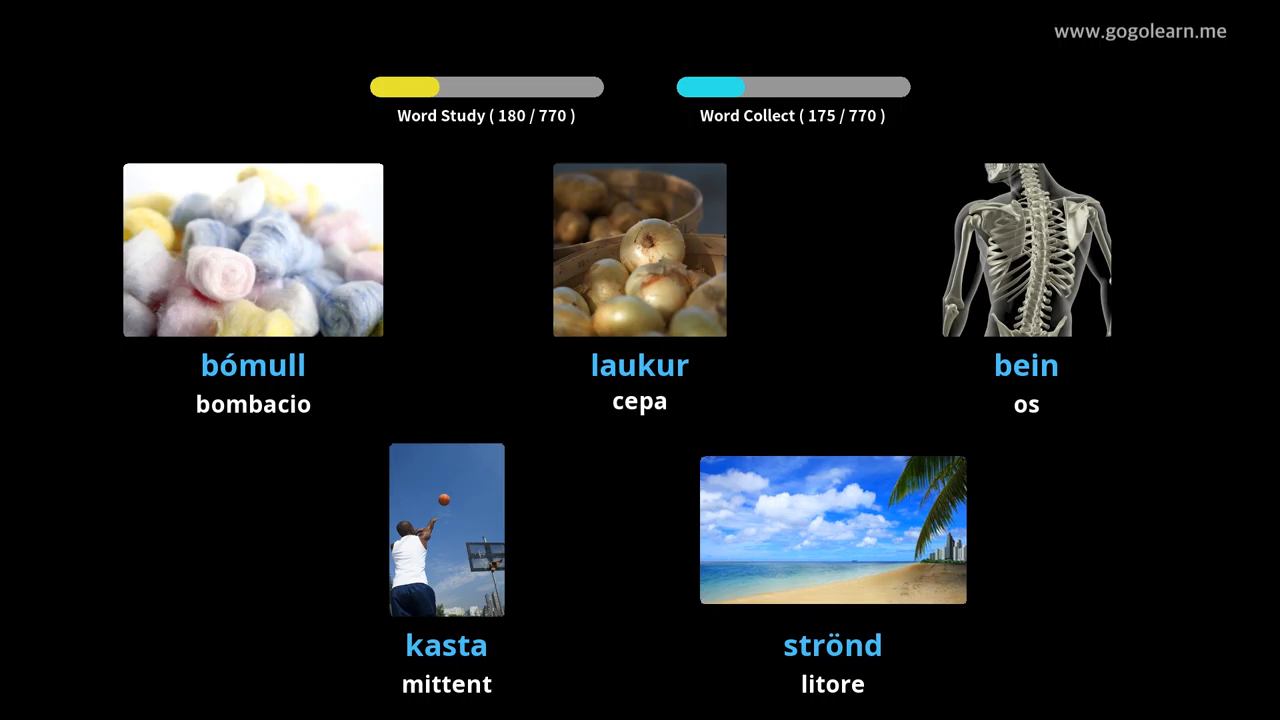 www.gogolearn.me
Word Study ( 180 / 770 )
Word Collect ( 175 / 770 )
bómull
bombacio
laukur
cepa
bein
os
kasta
mittent
strönd
litore